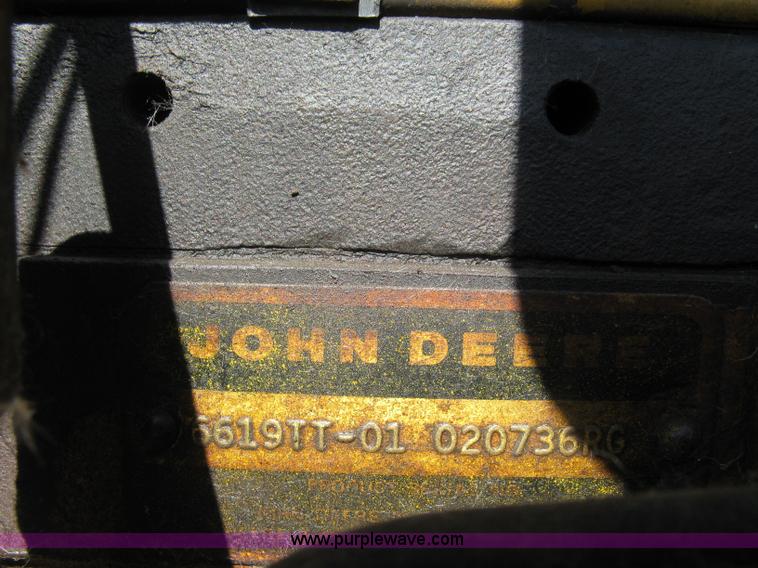 JOHN DEERE
6619TT-01 020736RG
www.purplewave.com